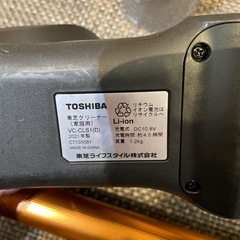 TOSHIBA
東芝クリーナー
(家庭用)
VC-CLS1(D)
2021年製
C7135581
MADE IN CHINA
リチウム
イオン電池は
リサイクルへ
Li-ion
充電式 DC10.8V
充電時間 約4.5時間
質量 1.2kg
東芝ライフスタイル株式会社